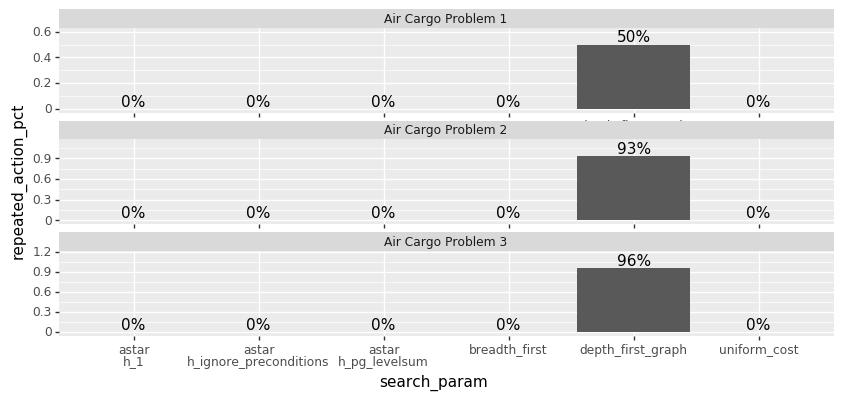 Air Cargo Problem 1
0.6
0.4
0.2
0
0%
0%
0%
0%
50%
0%
Air Cargo Problem 2
0.9
0.6
0.3
0
0%
0%
0%
0%
93%
0%
Air Cargo Problem 3
1.2
0.9
0.6
0.3
0
0%
0%
0%
0%
96%
0%
repeated_action_pct
astar
h_1
astar
h_ignore_preconditions
astar
h_pg_levelsum
breadth_first
depth_first_graph
uniform_cost
search_param